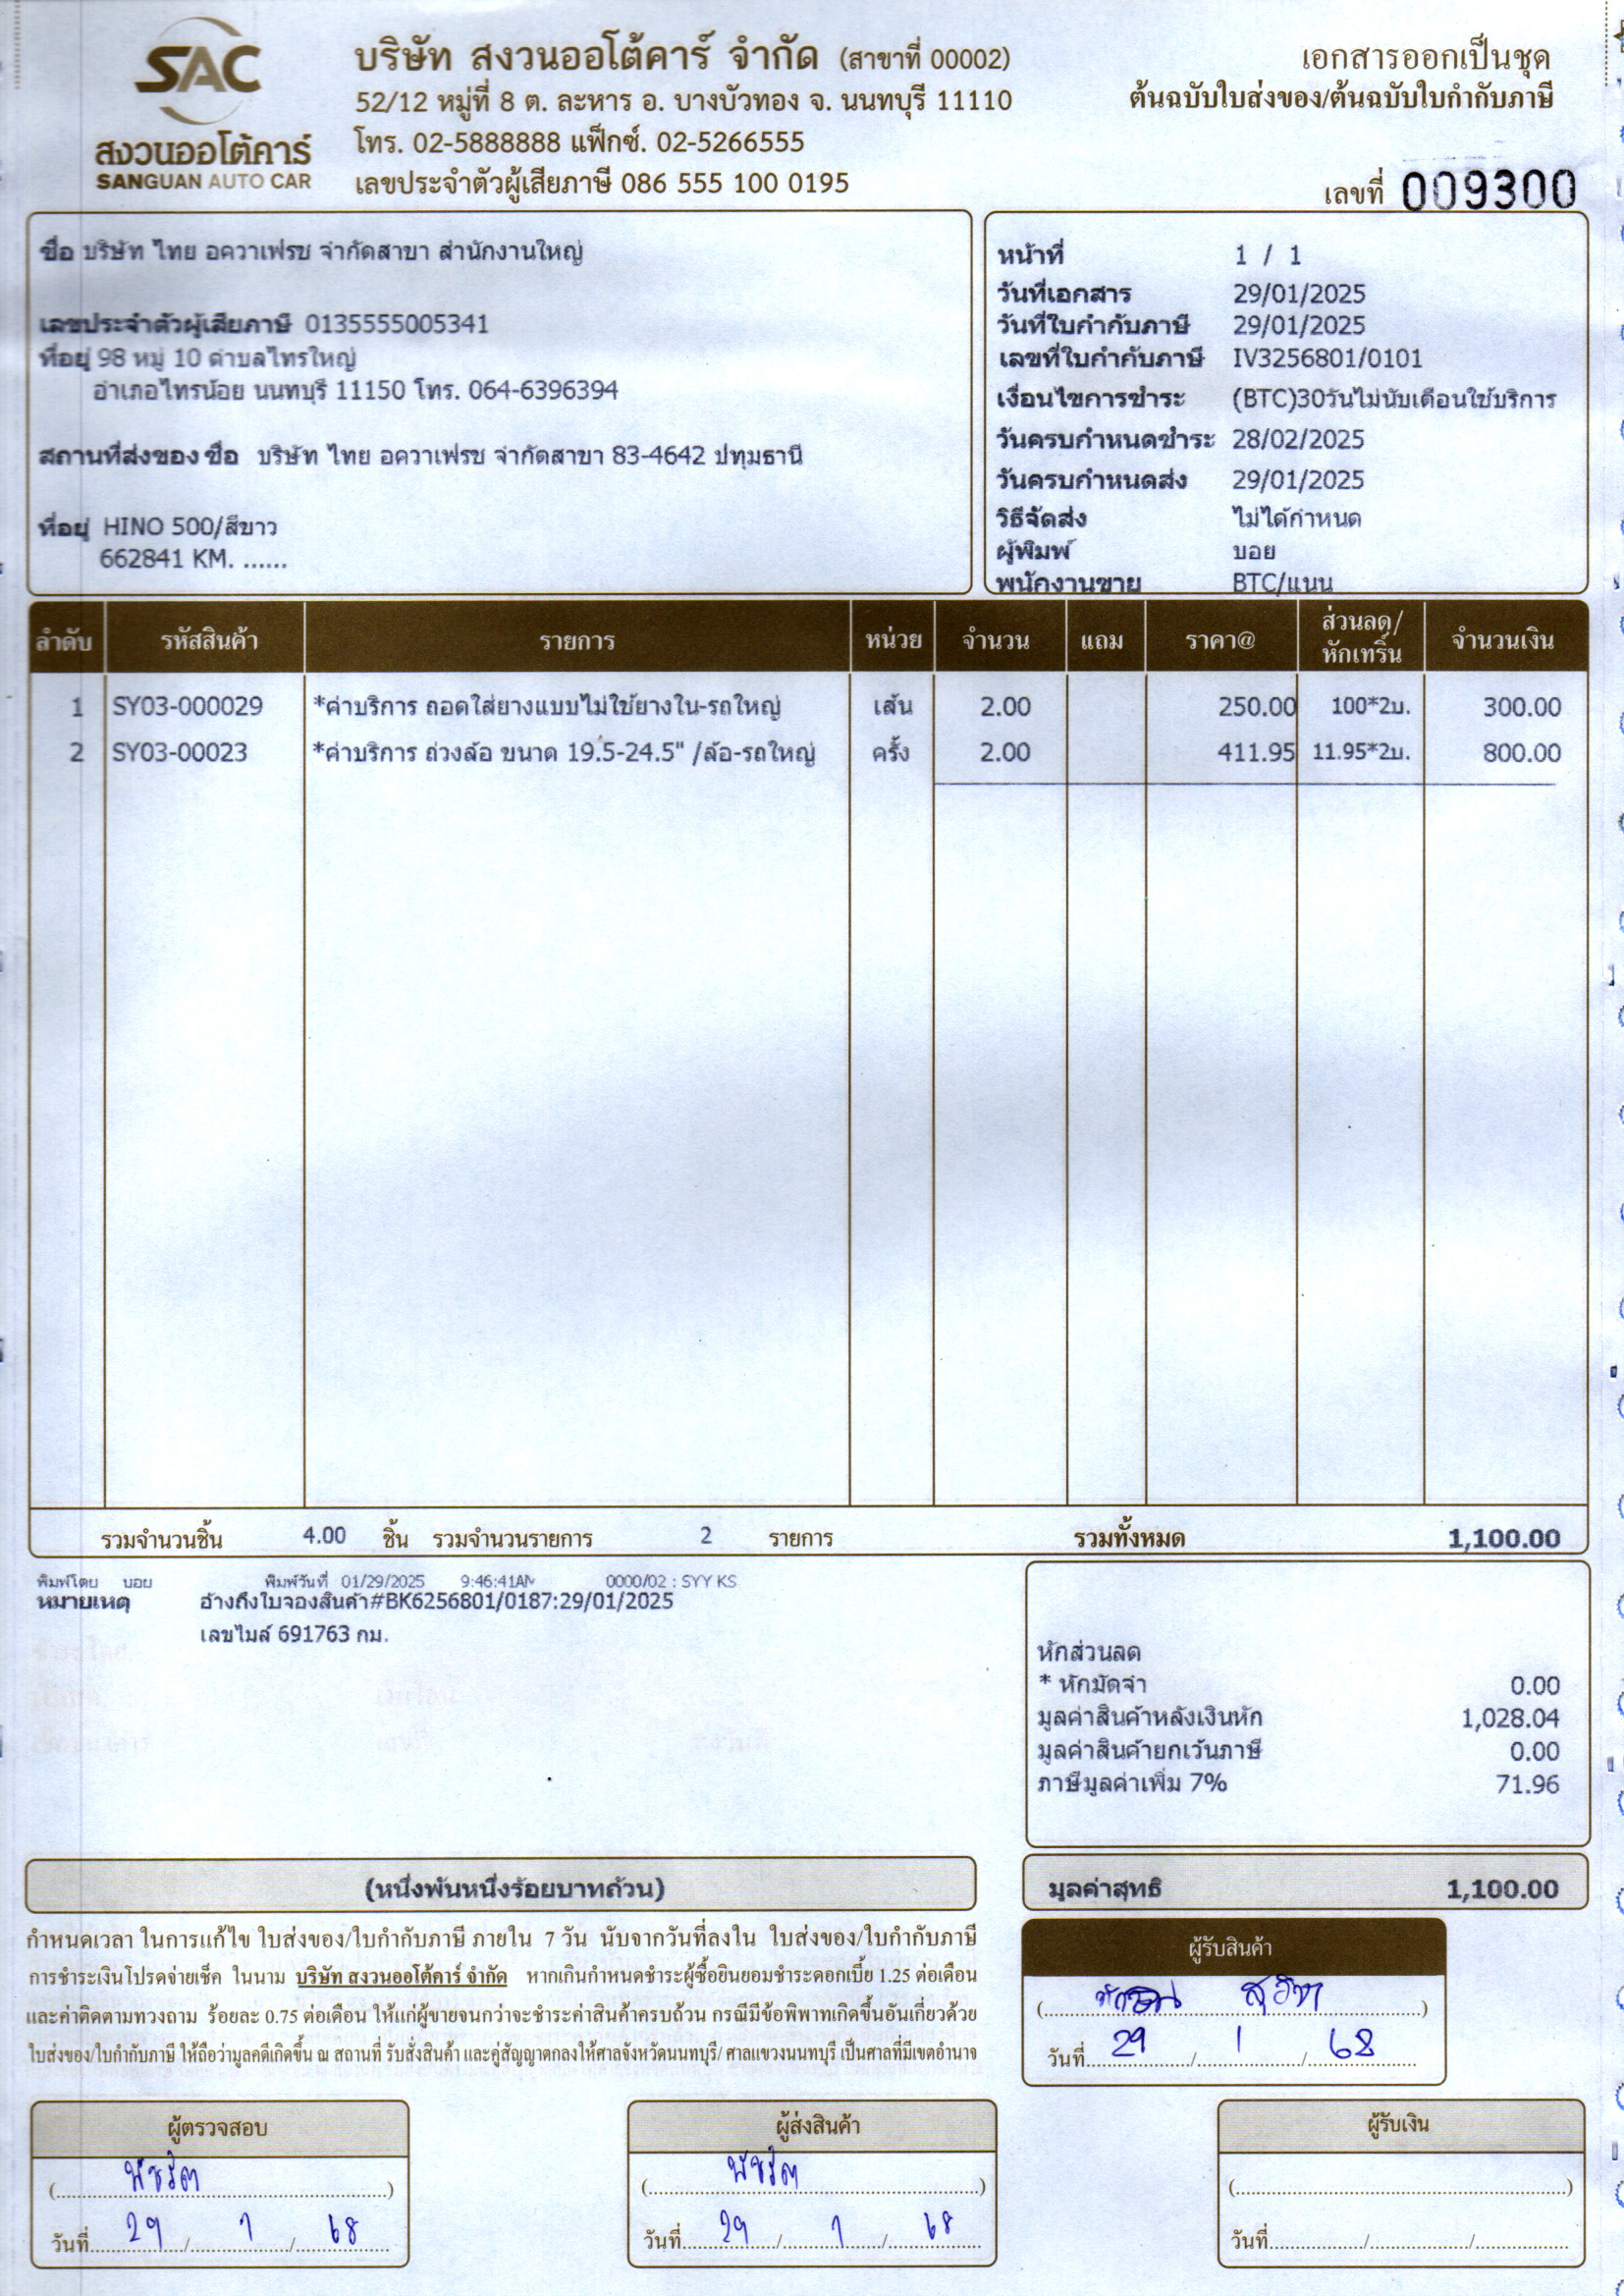 SAC
สงวนออโต้คาร์
SANGUAN AUTO CAR
บริษัท สงวนออโต้คาร์ จำกัด (สาขาที่ 00002)
52/12 หมู่ที่ 8 ต. ละหาร อ. บางบัวทอง จ. นนทบุรี 11110
โทร. 02-5888888 แฟ็กซ์. 02-5266555
เลขประจำตัวผู้เสียภาษี 086 555 100 0195
เอกสารออกเป็นชุด
ต้นฉบับใบส่งของ/ต้นฉบับใบกำกับภาษี
เลขที่ 009300
ชื่อ บริษัท ไทย อควาเฟรช จำกัดสาขา สำนักงานใหญ่
เลขประจำตัวผู้เสียภาษี 0135555005341
ที่อยู่ 98 หมู่ 10 ตำบลไทรใหญ่
อำเภอไทรน้อย นนทบุรี 11150 โทร. 064-6396394
สถานที่ส่งของ ชื่อ บริษัท ไทย อควาเฟรช จำกัดสาขา 83-4642 ปทุมธานี
ที่อยู่ HINO 500/สีขาว
662841 KM. ......
หน้าที่ 1 / 1
วันที่เอกสาร 29/01/2025
วันที่ใบกำกับภาษี 29/01/2025
เลขที่ใบกำกับภาษี IV3256801/0101
เงื่อนไขการชำระ (BTC)30วันไม่นับเดือนใช้บริการ
วันครบกำหนดชำระ 28/02/2025
วันครบกำหนดส่ง 29/01/2025
วิธีจัดส่ง ไม่ได้กำหนด
ผู้พิมพ์ บอย
พนักงานขาย BTC/แนน
ลำดับ รหัสสินค้า รายการ หน่วย จำนวน แถม ราคา@ ส่วนลด/หักเทริ์น จำนวนเงิน
1 SY03-000029 *ค่าบริการ ถอดใส่ยางแบบไม่ใช้ยางใน-รถใหญ่ เส้น 2.00 250.00 100*2บ. 300.00
2 SY03-00023 *ค่าบริการ ถ่วงล้อ ขนาด 19.5-24.5" /ล้อ-รถใหญ่ ครั้ง 2.00 411.95 11.95*2บ. 800.00
รวมจำนวนชิ้น 4.00 ชิ้น รวมจำนวนรายการ 2 รายการ รวมทั้งหมด 1,100.00
พิมพ์โดย บอย พิมพ์วันที่ 01/29/2025 9:46:41AM 0000/02 : SYY KS
หมายเหตุ อ้างถึงใบจองสินค้า#BK6256801/0187:29/01/2025
เลขไมล์ 691763 กม.
หักส่วนลด
* หักมัดจำ 0.00
มูลค่าสินค้าหลังเงินหัก 1,028.04
มูลค่าสินค้ายกเว้นภาษี 0.00
ภาษีมูลค่าเพิ่ม 7% 71.96
(หนึ่งพันหนึ่งร้อยบาทถ้วน)
มูลค่าสุทธิ 1,100.00
กำหนดเวลา ในการแก้ไข ใบส่งของ/ใบกำกับภาษี ภายใน 7 วัน นับจากวันที่ลงใน ใบส่งของ/ใบกำกับภาษี
การชำระเงินโปรดจ่ายเช็ค ในนาม บริษัท สงวนออโต้คาร์ จำกัด หากเกินกำหนดชำระผู้ซื้อยินยอมชำระดอกเบี้ย 1.25 ต่อเดือน
และค่าติดตามทวงถาม ร้อยละ 0.75 ต่อเดือน ให้แก่ผู้ขายจนกว่าจะชำระค่าสินค้าครบถ้วน กรณีมีข้อพิพาทเกิดขึ้นอันเกี่ยวด้วย
ใบส่งของ/ใบกำกับภาษี ให้ถือว่ามูลคดีเกิดขึ้น ณ สถานที่ รับสั่งสินค้า และคู่สัญญาตกลงให้ศาลจังหวัดนนทบุรี/ ศาลแขวงนนทบุรี เป็นศาลที่มีเขตอำนาจ
ผู้รับสินค้า
วันที่ 29 / 1 / 68
ผู้ตรวจสอบ
วันที่ 29 / 1 / 68
ผู้ส่งสินค้า
วันที่ 29 / 1 / 68
ผู้รับเงิน
(..........)
วันที่........../........../..........